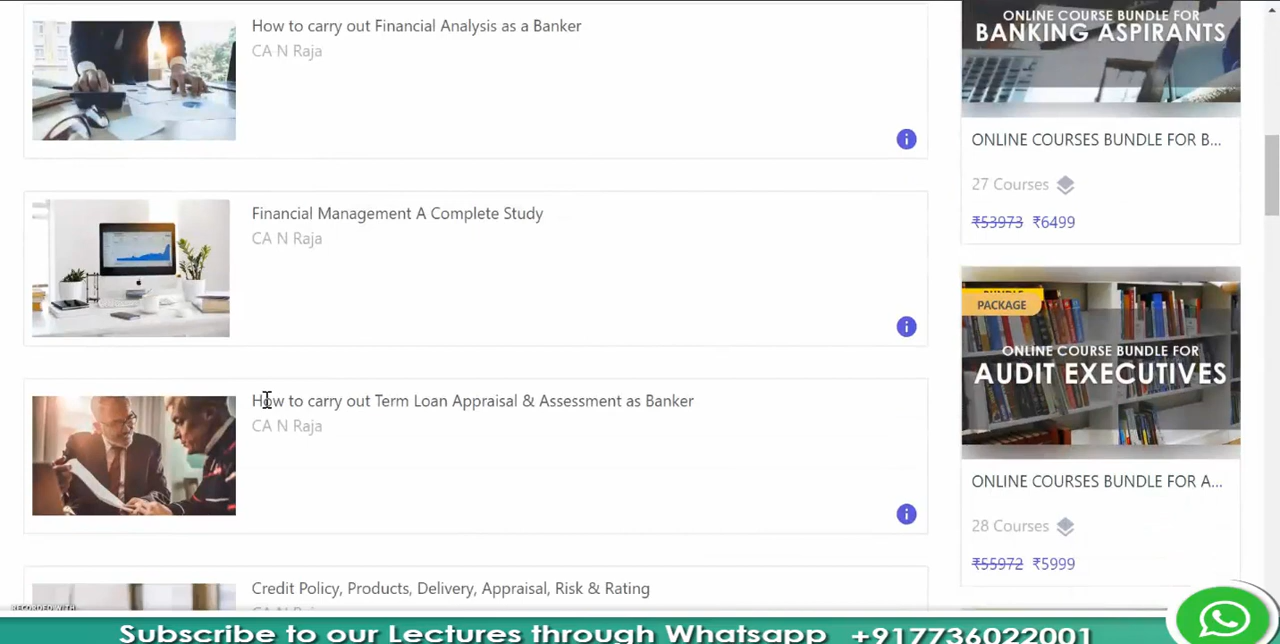 How to carry out Financial Analysis as a Banker
CA N Raja
Financial Management A Complete Study
CA N Raja
How to carry out Term Loan Appraisal & Assessment as Banker
CA N Raja
Credit Policy, Products, Delivery, Appraisal, Risk & Rating
ONLINE COURSE BUNDLE FOR
BANKING ASPIRANTS
ONLINE COURSES BUNDLE FOR B...
27 Courses
₹53973 ₹6499
BUNDLE
PACKAGE
ONLINE COURSE BUNDLE FOR
AUDIT EXECUTIVES
ONLINE COURSES BUNDLE FOR A...
28 Courses
₹55972 ₹5999
RECORDED WITH
Subscribe to our Lectures through Whatsapp +917736022001